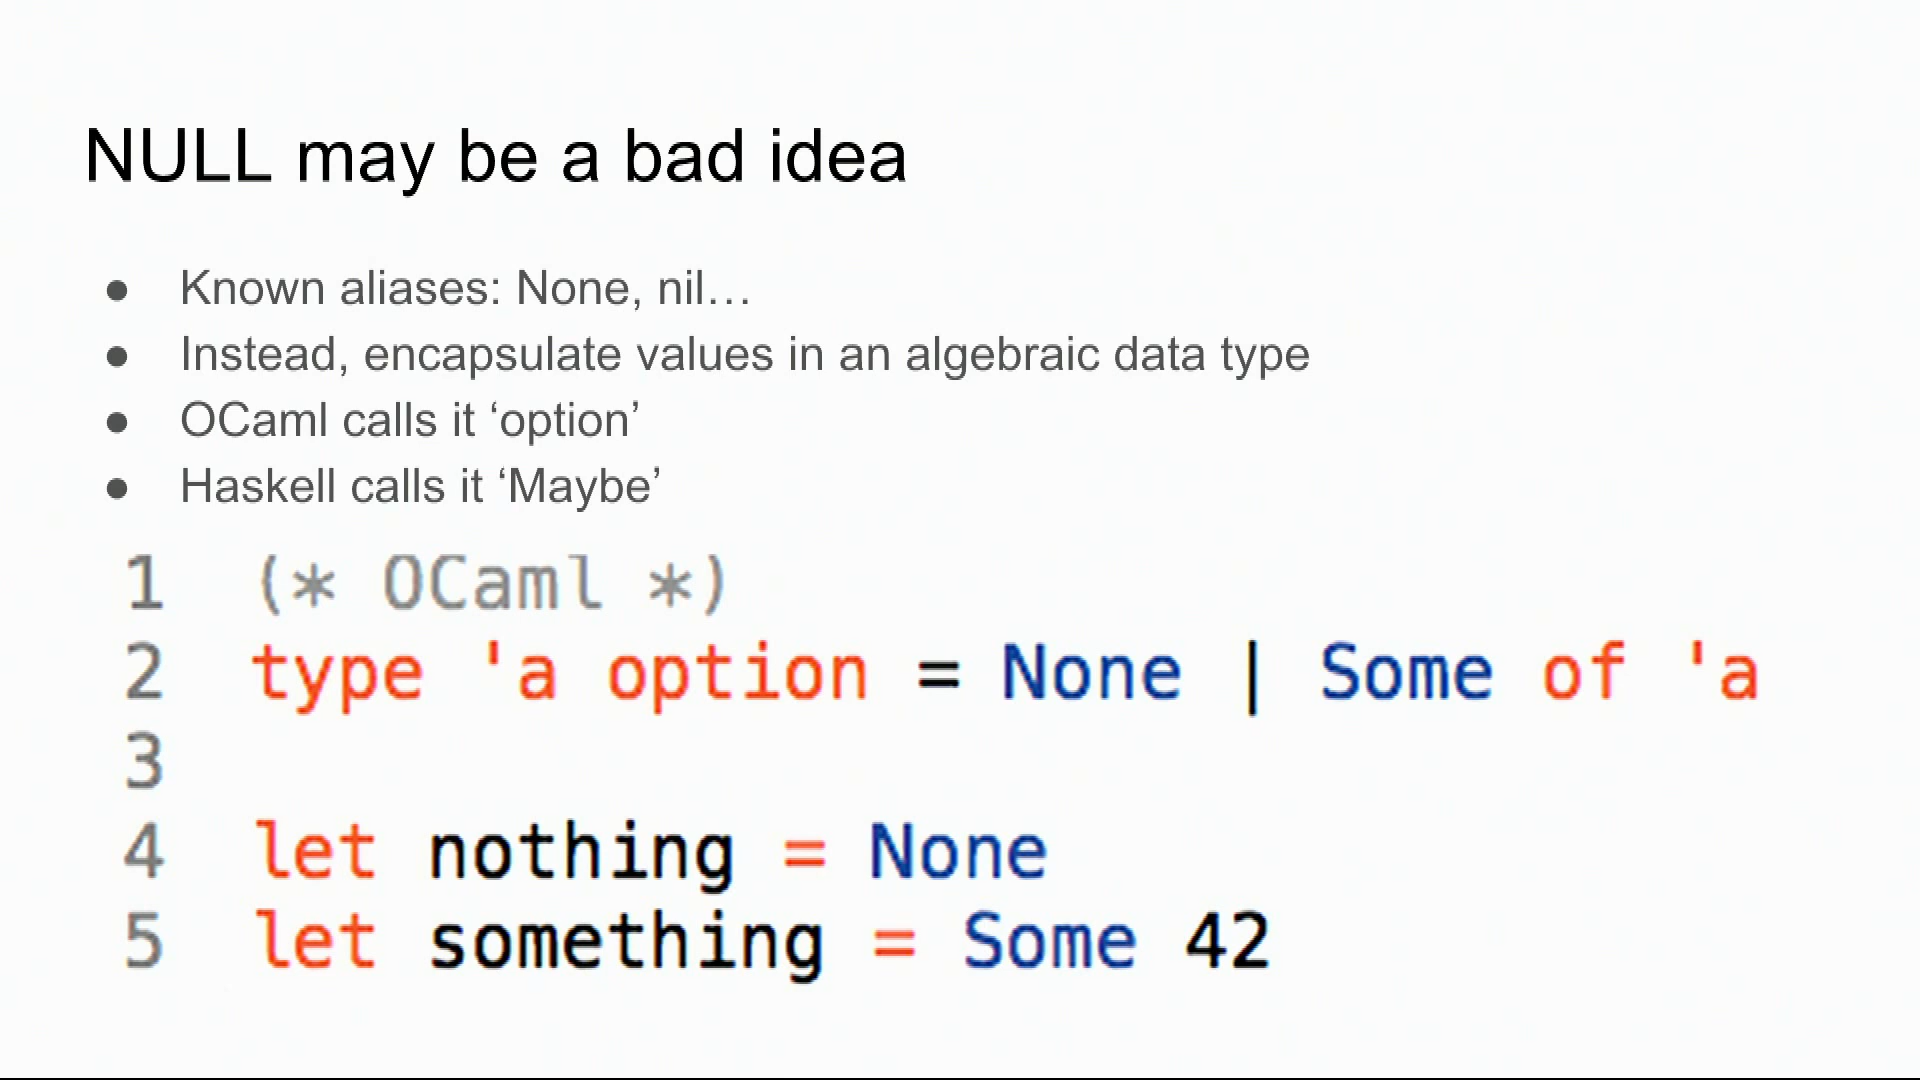 NULL may be a bad idea
● Known aliases: None, nil…
● Instead, encapsulate values in an algebraic data type
● OCaml calls it ‘option’
● Haskell calls it ‘Maybe’
1 (* OCaml *)
2 type 'a option = None | Some of 'a
3
4 let nothing = None
5 let something = Some 42